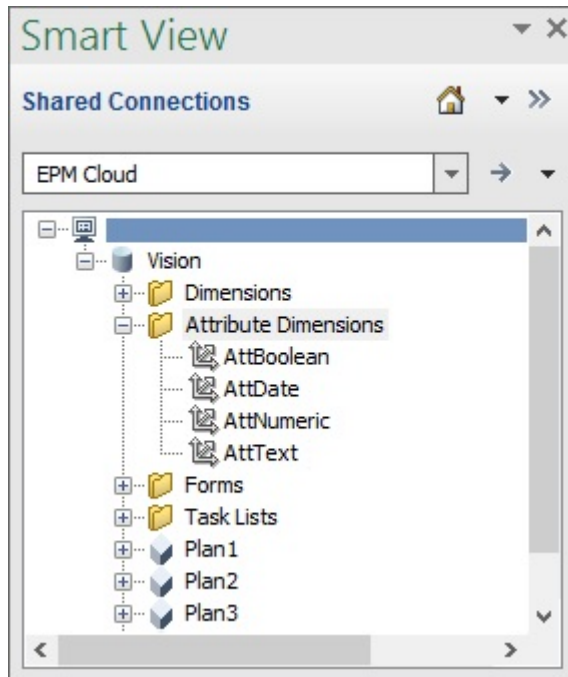 Smart View
Shared Connections
EPM Cloud
Vision
Dimensions
Attribute Dimensions
AttBoolean
AttDate
AttNumeric
AttText
Forms
Task Lists
Plan1
Plan2
Plan3